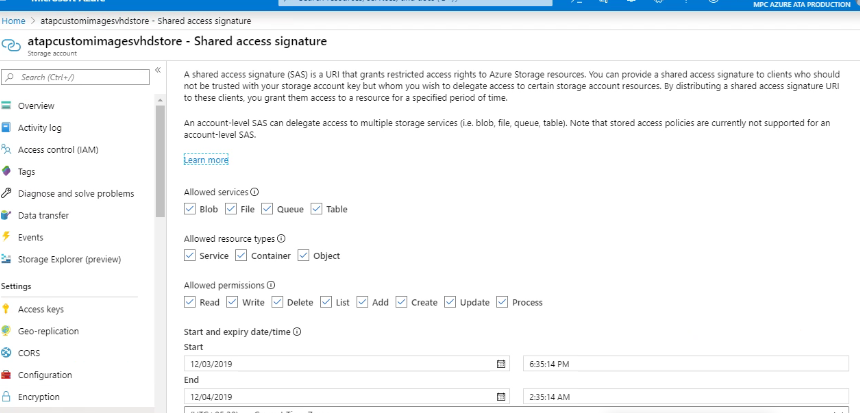 MPC AZURE ATA PRODUCTION
Home > atapcustomimagesvhdstore - Shared access signature
atapcustomimagesvhdstore - Shared access signature
Storage account
Search (Ctrl+/)
«
Overview
Activity log
Access control (IAM)
Tags
Diagnose and solve problems
Data transfer
Events
Storage Explorer (preview)
Settings
Access keys
Geo-replication
CORS
Configuration
Encryption
A shared access signature (SAS) is a URI that grants restricted access rights to Azure Storage resources. You can provide a shared access signature to clients who should
not be trusted with your storage account key but whom you wish to delegate access to certain storage account resources. By distributing a shared access signature URI
to these clients, you grant them access to a resource for a specified period of time.
An account-level SAS can delegate access to multiple storage services (i.e. blob, file, queue, table). Note that stored access policies are currently not supported for an
account-level SAS.
Learn more
Allowed services
Blob File Queue Table
Allowed resource types
Service Container Object
Allowed permissions
Read Write Delete List Add Create Update Process
Start and expiry date/time
Start
12/03/2019 6:35:14 PM
End
12/04/2019 2:35:14 AM